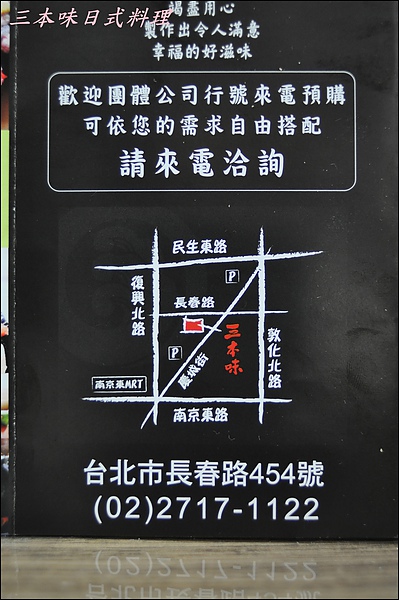 三本味日式料理
竭盡用心
製作出令人滿意
幸福的好滋味
歡迎團體公司行號來電預購
可依您的需求自由搭配
請來電洽詢
民生東路
P
復興北路
長春路
三本味
敦化北路
P
慶城街
南京東MRT
南京東路
台北市長春路454號
(02)2717-1122